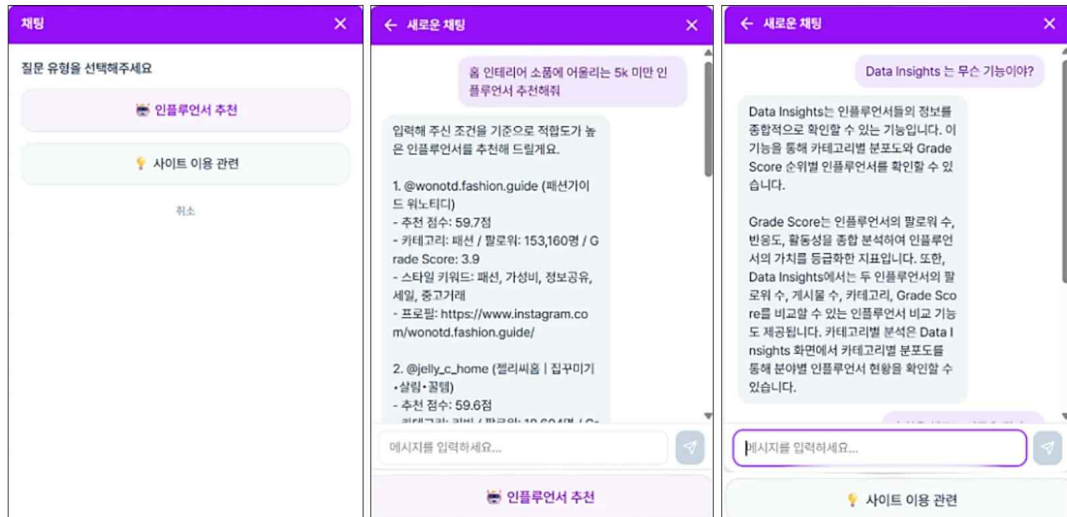 채팅
질문 유형을 선택해주세요
인플루언서 추천
사이트 이용 관련
취소
새로운 채팅
홈 인테리어 소품에 어울리는 5k 미만 인
플루언서 추천해줘
입력해 주신 조건을 기준으로 적합도가 높
은 인플루언서를 추천해 드릴게요.
1. @wonotd.fashion.guide (패션가이
드 워노티디)
- 추천 점수: 59.7점
- 카테고리: 패션 / 팔로워: 153,160명 / G
rade Score: 3.9
- 스타일 키워드: 패션, 가성비, 정보공유,
세일, 중고거래
- 프로필: https://www.instagram.co
m/wonotd.fashion.guide/
2. @jelly_c_home (젤리씨홈 | 집꾸미기
•살림•꿀템)
- 추천 점수: 59.6점
메시지를 입력하세요...
인플루언서 추천
새로운 채팅
Data Insights 는 무슨 기능이야?
Data Insights는 인플루언서들의 정보를
종합적으로 확인할 수 있는 기능입니다. 이
기능을 통해 카테고리별 분포도와 Grade
Score 순위별 인플루언서를 확인할 수 있
습니다.
Grade Score는 인플루언서의 팔로워 수,
반응도, 활동성을 종합 분석하여 인플루언
서의 가치를 등급화한 지표입니다. 또한,
Data Insights에서는 두 인플루언서의 팔
로워 수, 게시물 수, 카테고리, Grade Sco
re를 비교할 수 있는 인플루언서 비교 기능
도 제공됩니다. 카테고리별 분석은 Data I
nsights 화면에서 카테고리별 분포도를
통해 분야별 인플루언서 현황을 확인할 수
있습니다.
메시지를 입력하세요...
사이트 이용 관련